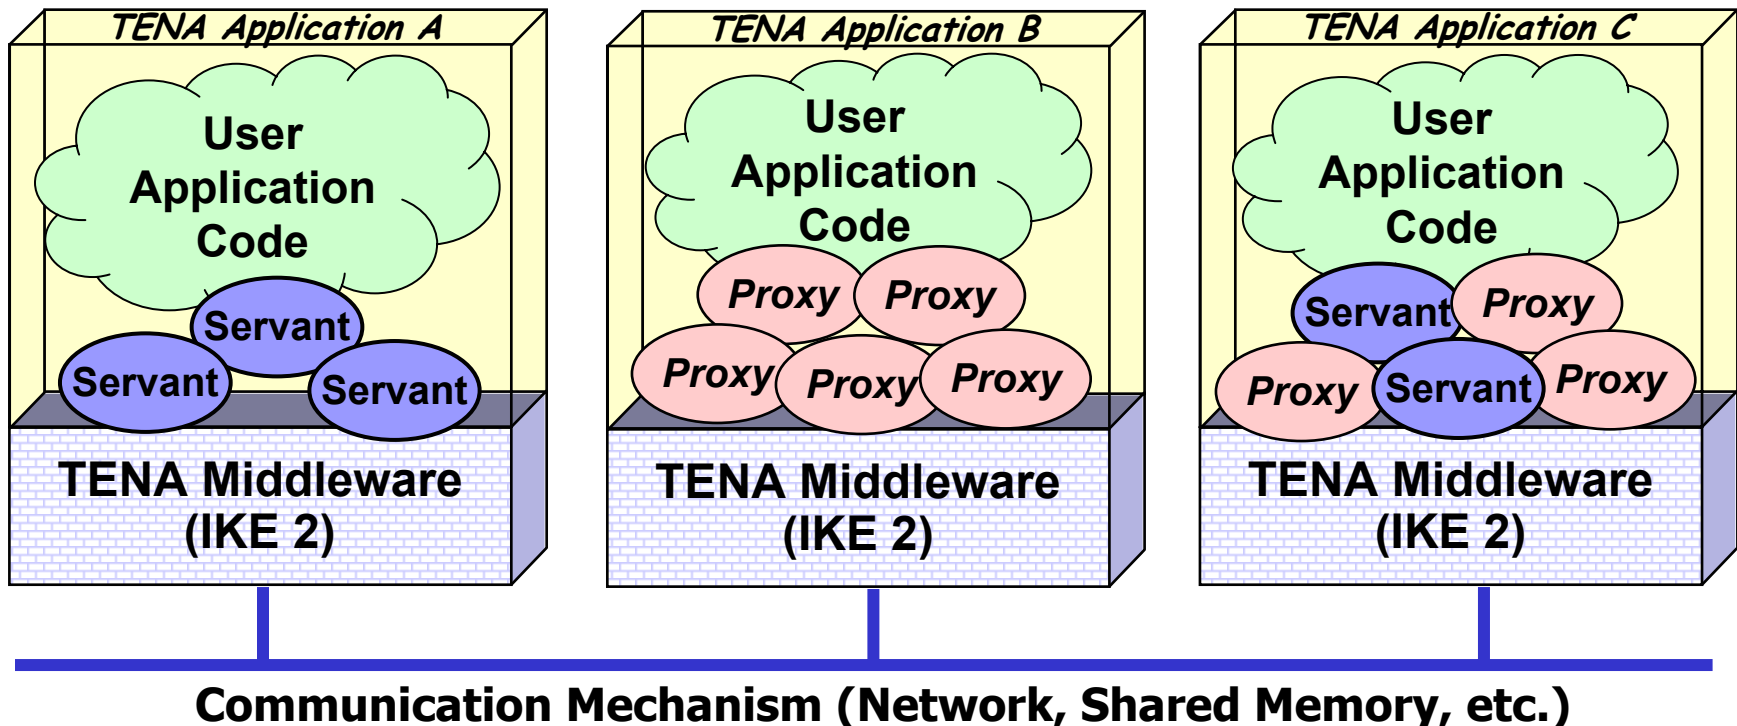 TENA Application A
User
Application
Code
Servant
Servant
Servant
TENA Middleware
(IKE 2)
TENA Application B
User
Application
Code
Proxy
Proxy
Proxy
Proxy
Proxy
TENA Middleware
(IKE 2)
TENA Application C
User
Application
Code
Servant
Proxy
Proxy
Servant
Proxy
TENA Middleware
(IKE 2)
Communication Mechanism (Network, Shared Memory, etc.)